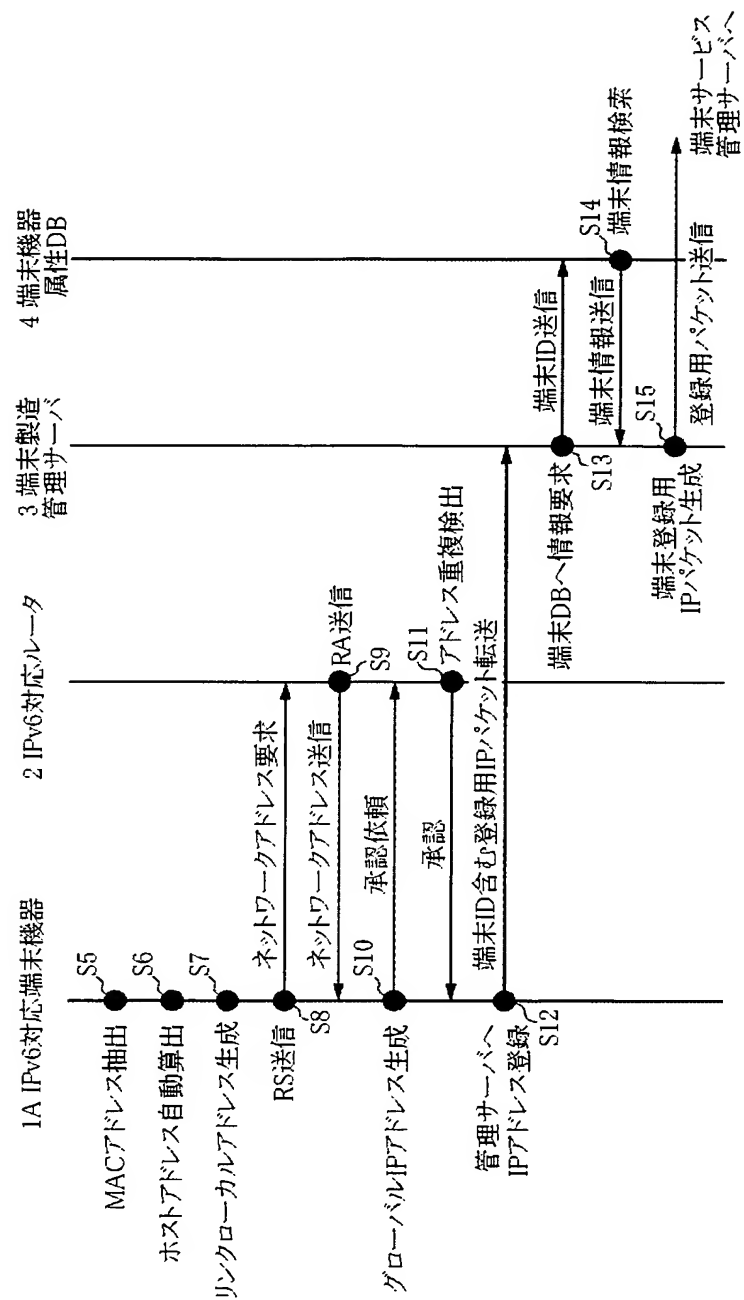 1A IPv6対応端末機器
2 IPv6対応ルータ
3 端末製造
管理サーバ
4 端末機器
属性DB
S5
MACアドレス抽出
S6
ホストアドレス自動算出
S7
リンクローカルアドレス生成
RS送信
S8
ネットワークアドレス要求
RA送信
S9
ネットワークアドレス送信
S10
グローバルIPアドレス生成
承認依頼
S11
アドレス重複検出
承認
管理サーバへ
IPアドレス登録
S12
端末ID含む登録用IPパケット転送
端末DBへ情報要求
S13
端末ID送信
S14
端末情報検索
端末情報送信
S15
端末登録用
IPパケット生成
登録用パケット送信
端末サービス
管理サーバへ